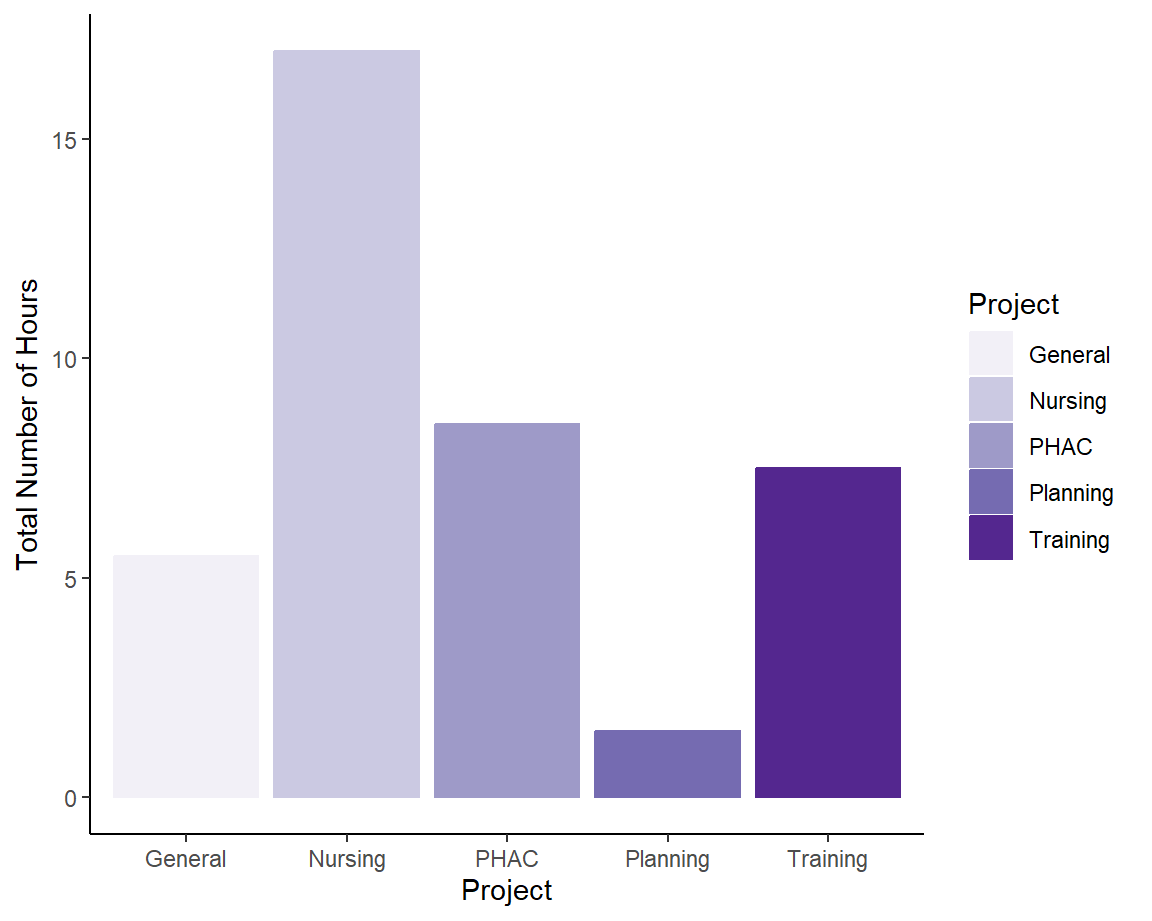 Total Number of Hours
15
10
5
0
General
Nursing
PHAC
Planning
Training
Project
Project
General
Nursing
PHAC
Planning
Training